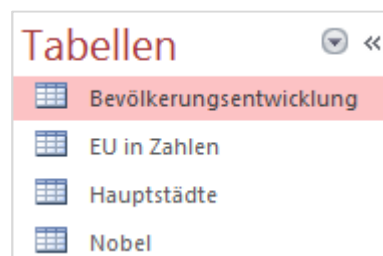 Tabellen
Bevölkerungsentwicklung
EU in Zahlen
Hauptstädte
Nobel